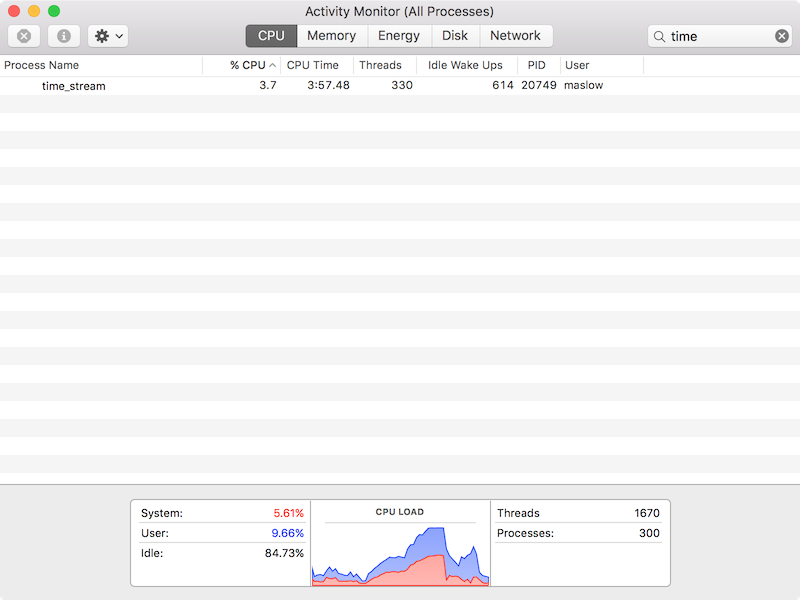 Activity Monitor (All Processes)
CPU Memory Energy Disk Network
time
Process Name % CPU CPU Time Threads Idle Wake Ups PID User
time_stream 3.7 3:57.48 330 614 20749 maslow
System: 5.61%
User: 9.66%
Idle: 84.73%
CPU LOAD
Threads 1670
Processes: 300